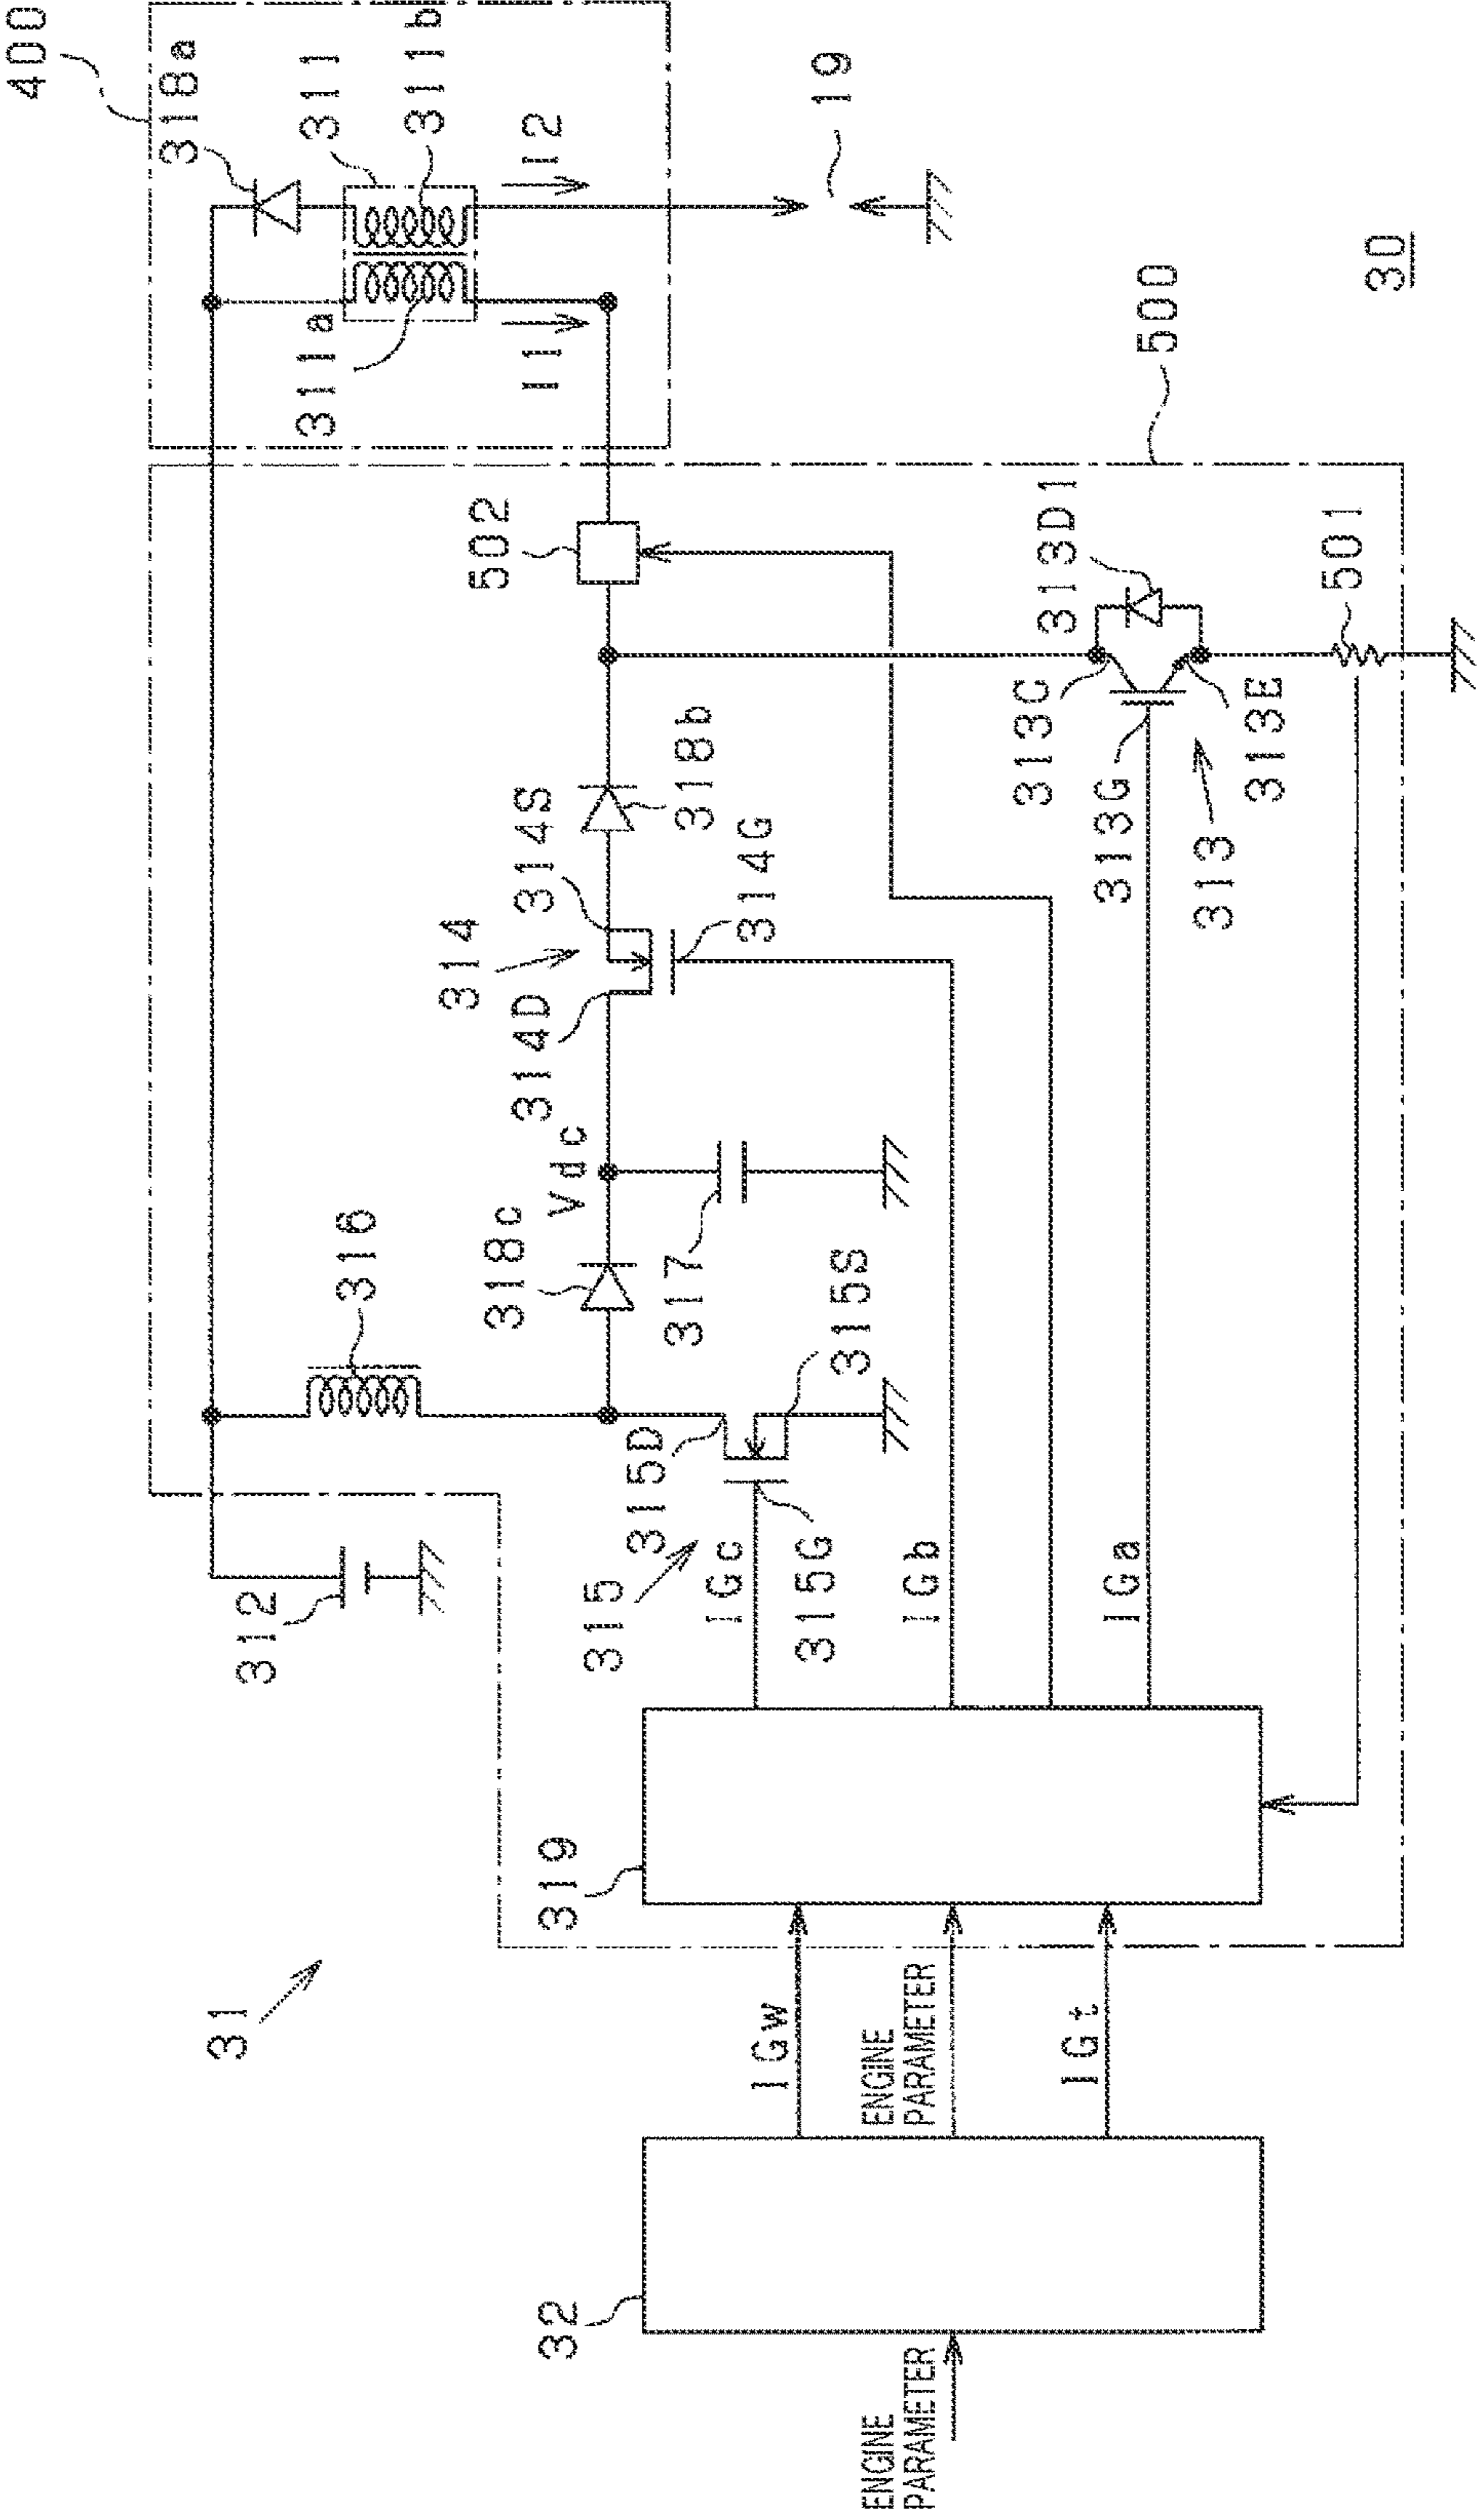 31
30
400
318a
311
311a
311b
I1
I2
19
312
316
318c
Vdc
317
314
314D
314S
314G
318b
502
500
315
315D
315S
315G
IGc
IGb
IGa
313
313C
313G
313E
313D1
501
319
IGw
ENGINE
PARAMETER
IGt
32
ENGINE
PARAMETER